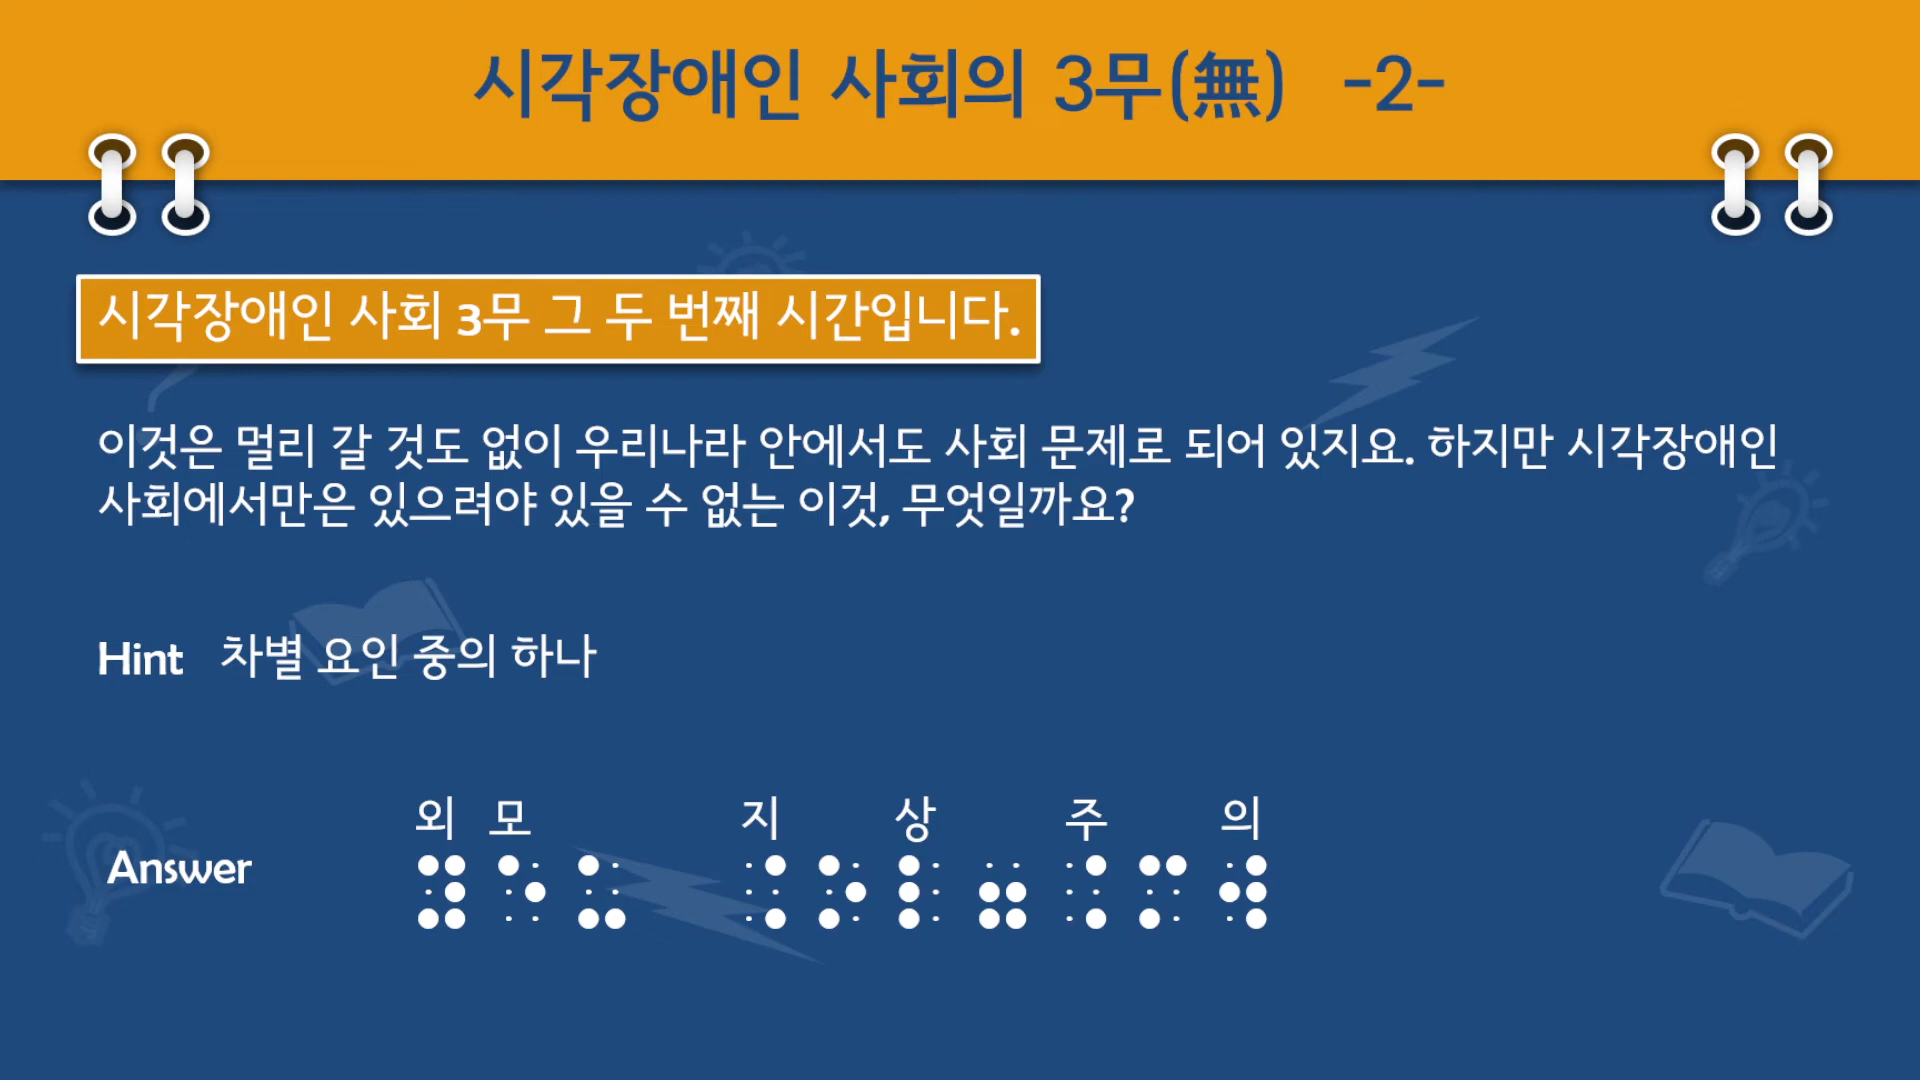 시각장애인 사회의 3무(無) -2-
시각장애인 사회 3무 그 두 번째 시간입니다.
이것은 멀리 갈 것도 없이 우리나라 안에서도 사회 문제로 되어 있지요. 하지만 시각장애인
사회에서만은 있으려야 있을 수 없는 이것, 무엇일까요?
Hint 차별 요인 중의 하나
외 모 지 상 주 의
Answer ⠽⠑⠥ ⠨⠕⠇⠶⠨⠍⠺